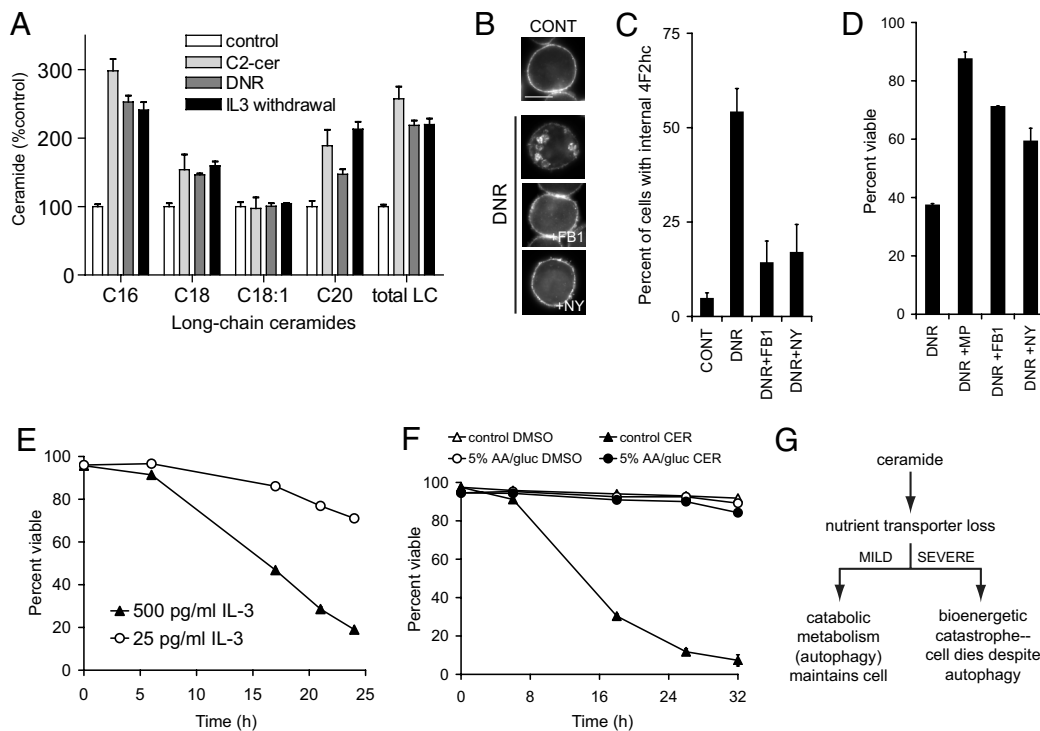 A
control
C2-cer
DNR
IL3 withdrawal
Ceramide (%control)
300
200
100
0
C16 C18 C18:1 C20 total LC
Long-chain ceramides
B
CONT
DNR
+FB1
+NY
C
Percent of cells with internal 4F2hc
75
50
25
0
CONT
DNR
DNR+FB1
DNR+NY
D
Percent viable
100
80
60
40
20
0
DNR
DNR +MP
DNR +FB1
DNR +NY
E
Percent viable
100
80
60
40
20
0
500 pg/ml IL-3
25 pg/ml IL-3
0 5 10 15 20 25
Time (h)
F
control DMSO control CER
5% AA/gluc DMSO 5% AA/gluc CER
Percent viable
100
80
60
40
20
0
0 6 12 18 24 32
Time (h)
G
ceramide
nutrient transporter loss
MILD SEVERE
catabolic
metabolism
(autophagy)
maintains cell
bioenergetic
catastrophe--
cell dies despite
autophagy